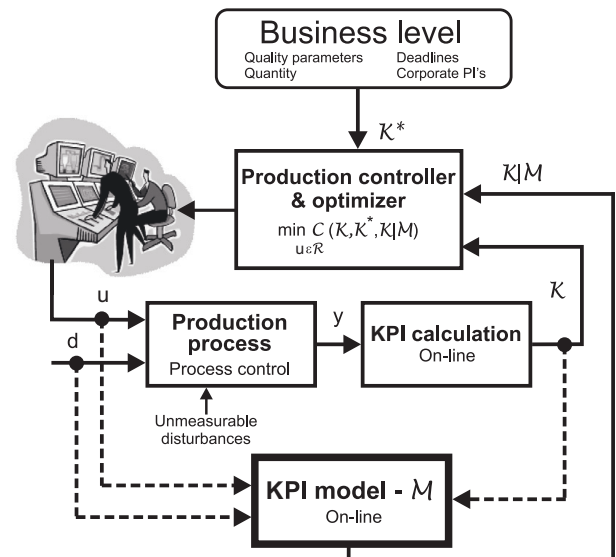 Business level
Quality parameters Deadlines
Quantity Corporate PI's
𝒦*
𝒦|ℳ
Production controller
& optimizer
min C (𝒦,𝒦*,𝒦|ℳ)
uεℛ
𝒦
u
d
y
Production
process
Process control
KPI calculation
On-line
Unmeasurable
disturbances
KPI model - ℳ
On-line